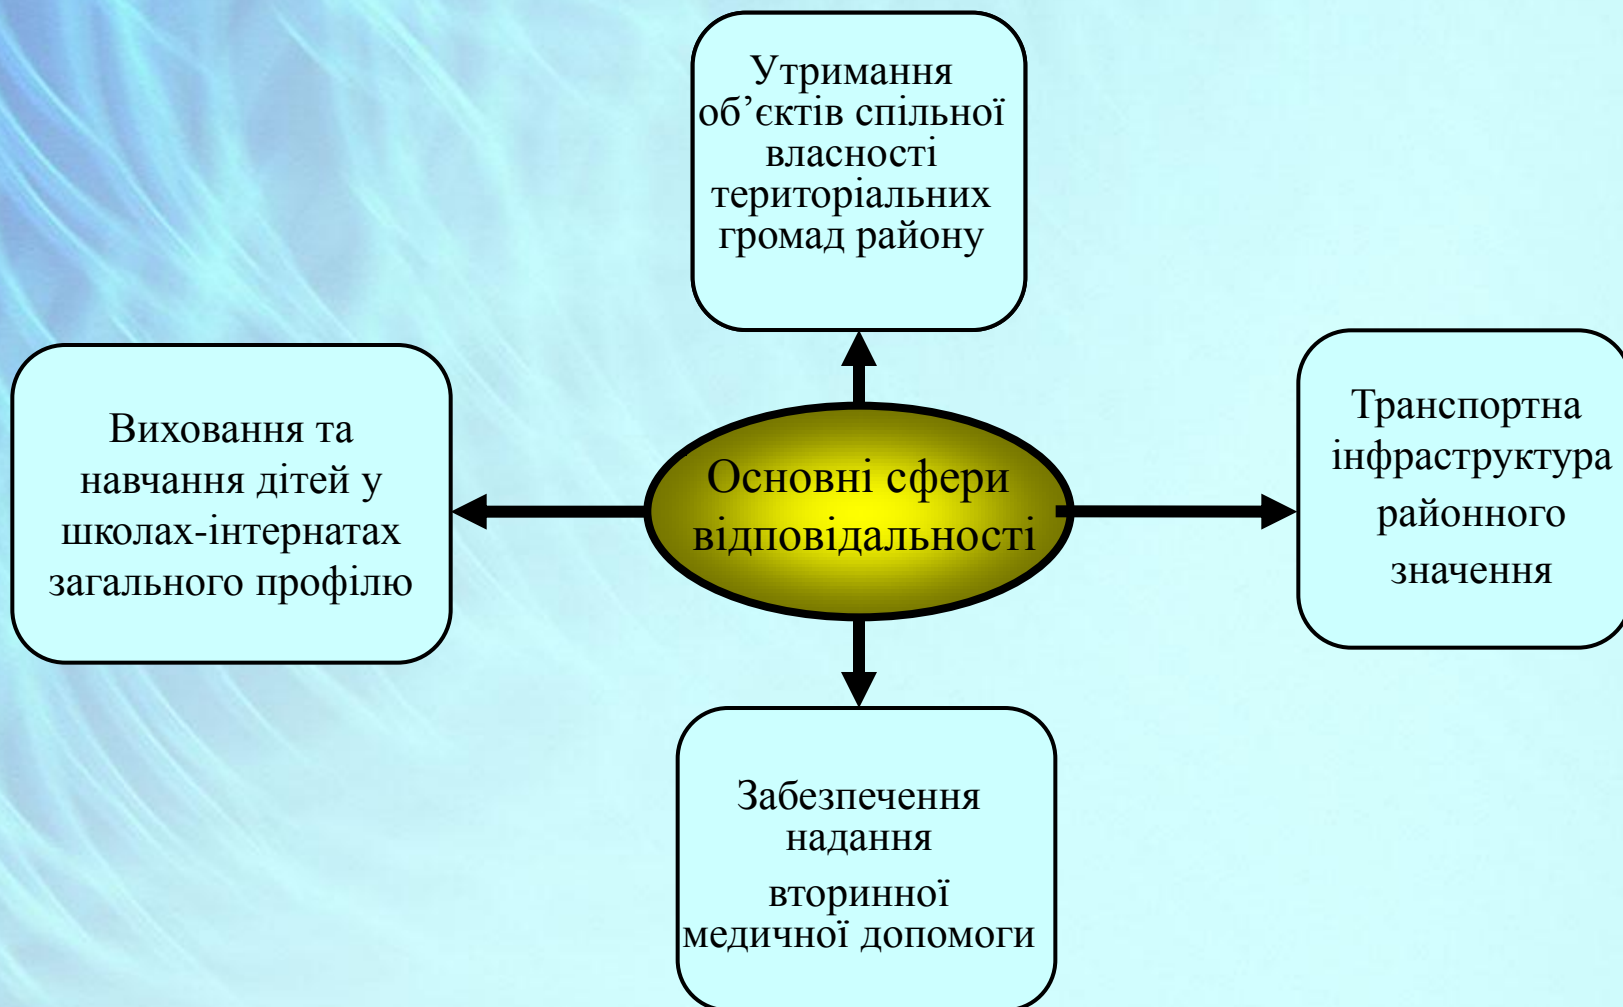 Утримання
об’єктів спільної
власності
територіальних
громад району
Виховання та
навчання дітей у
школах-інтернатах
загального профілю
Основні сфери
відповідальності
Транспортна
інфраструктура
районного
значення
Забезпечення
надання
вторинної
медичної допомоги